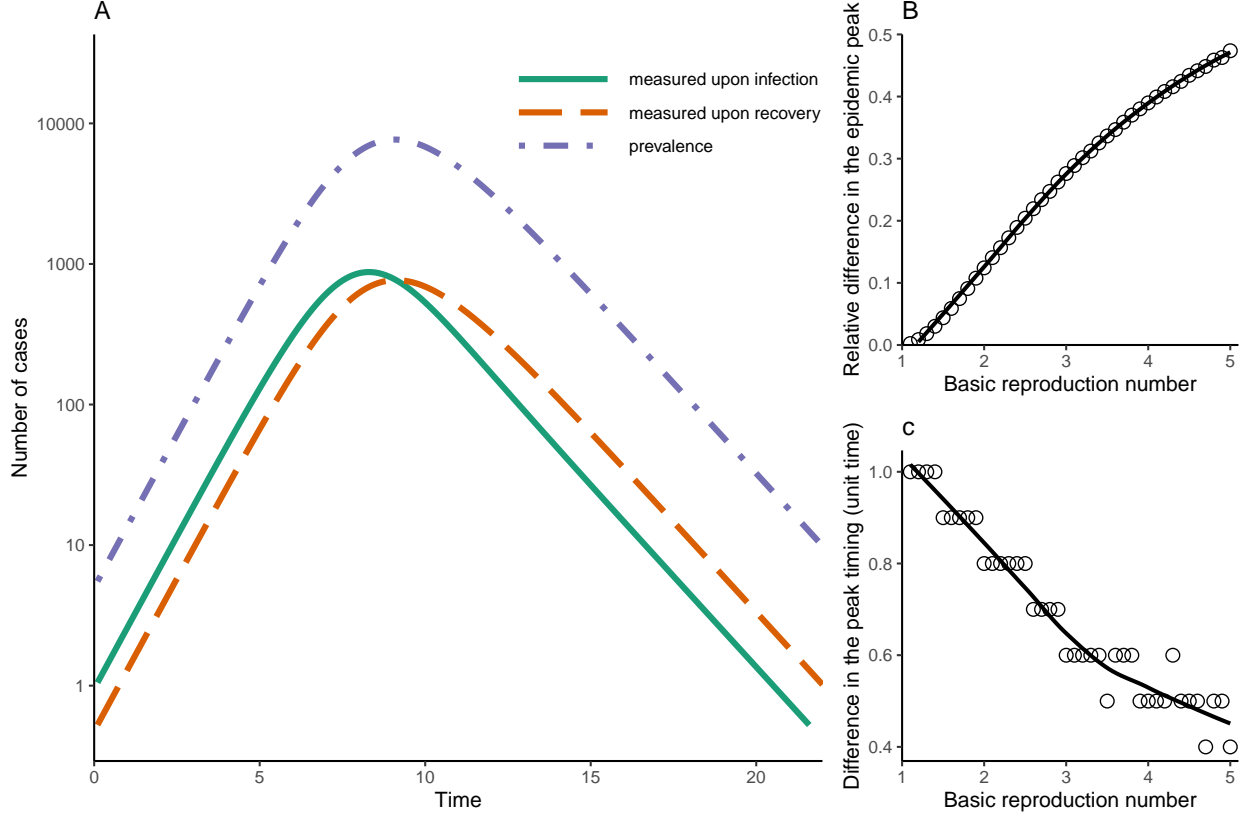 A
measured upon infection
measured upon recovery
prevalence
Number of cases
10000
1000
100
10
1
0
5
10
15
20
Time
B
Relative difference in the epidemic peak
0.5
0.4
0.3
0.2
0.1
0.0
1
2
3
4
5
Basic reproduction number
c
Difference in the peak timing (unit time)
1.0
0.8
0.6
0.4
1
2
3
4
5
Basic reproduction number